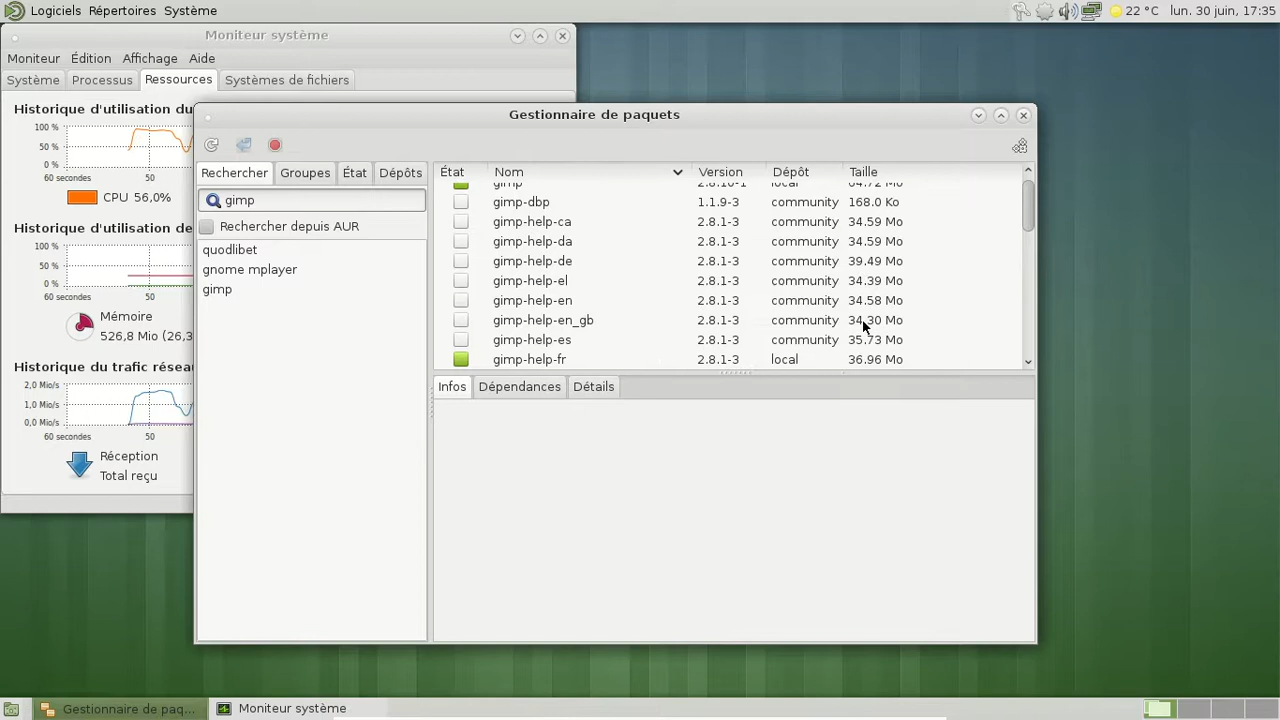 Logiciels Répertoires Système
22 °C lun. 30 juin, 17:35
Moniteur système
Moniteur Édition Affichage Aide
Système Processus Ressources Systèmes de fichiers
Historique d'utilisation du
100 %
50 %
0 %
60 secondes 50
CPU 56,0%
Historique d'utilisation de
100 %
50 %
0 %
60 secondes 50
Mémoire
526,8 Mio (26,3
Historique du trafic réseau
2,0 Mio/s
1,0 Mio/s
0,0 Mio/s
60 secondes 50
Réception
Total reçu
Gestionnaire de paquets
Rechercher Groupes État Dépôts
gimp
Rechercher depuis AUR
quodlibet
gnome mplayer
gimp
État Nom Version Dépôt Taille
gimp 2.8.10-1 local 64.72 Mo
gimp-dbp 1.1.9-3 community 168.0 Ko
gimp-help-ca 2.8.1-3 community 34.59 Mo
gimp-help-da 2.8.1-3 community 34.59 Mo
gimp-help-de 2.8.1-3 community 39.49 Mo
gimp-help-el 2.8.1-3 community 34.39 Mo
gimp-help-en 2.8.1-3 community 34.58 Mo
gimp-help-en_gb 2.8.1-3 community 34.30 Mo
gimp-help-es 2.8.1-3 community 35.73 Mo
gimp-help-fr 2.8.1-3 local 36.96 Mo
Infos Dépendances Détails
Gestionnaire de paq... Moniteur système